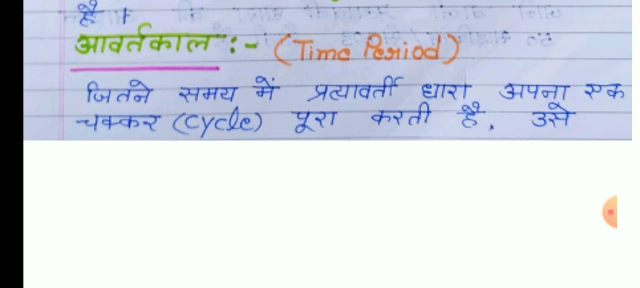 है।
आवर्तकाल :- (Time Period)
जितने समय में प्रत्यावर्ती धारा अपना एक
चक्कर (cycle) पूरा करती है, उसे